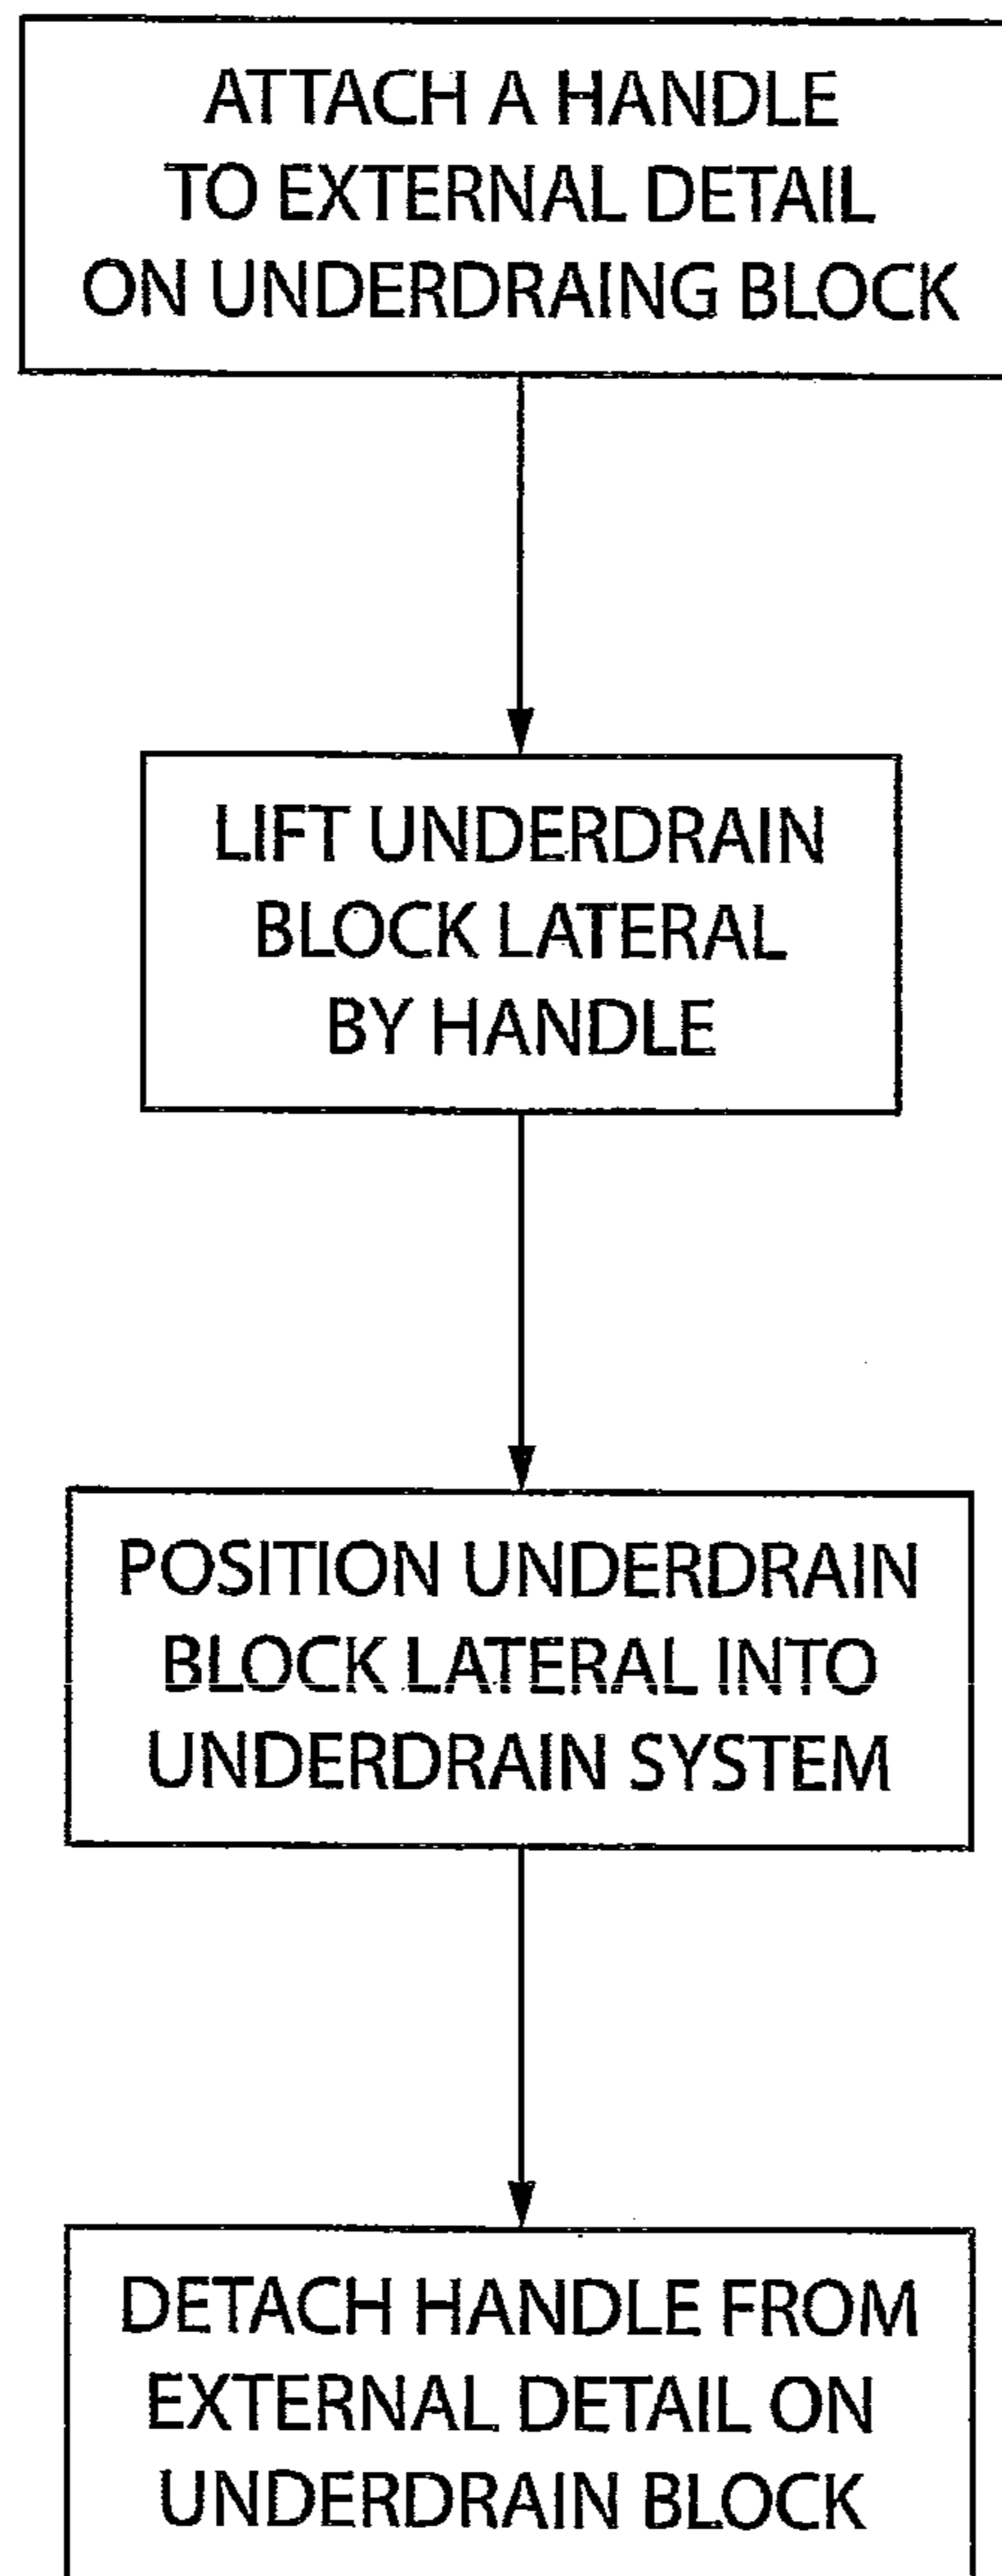 ATTACH A HANDLE
TO EXTERNAL DETAIL
ON UNDERDRAING BLOCK
LIFT UNDERDRAIN
BLOCK LATERAL
BY HANDLE
POSITION UNDERDRAIN
BLOCK LATERAL INTO
UNDERDRAIN SYSTEM
DETACH HANDLE FROM
EXTERNAL DETAIL ON
UNDERDRAIN BLOCK